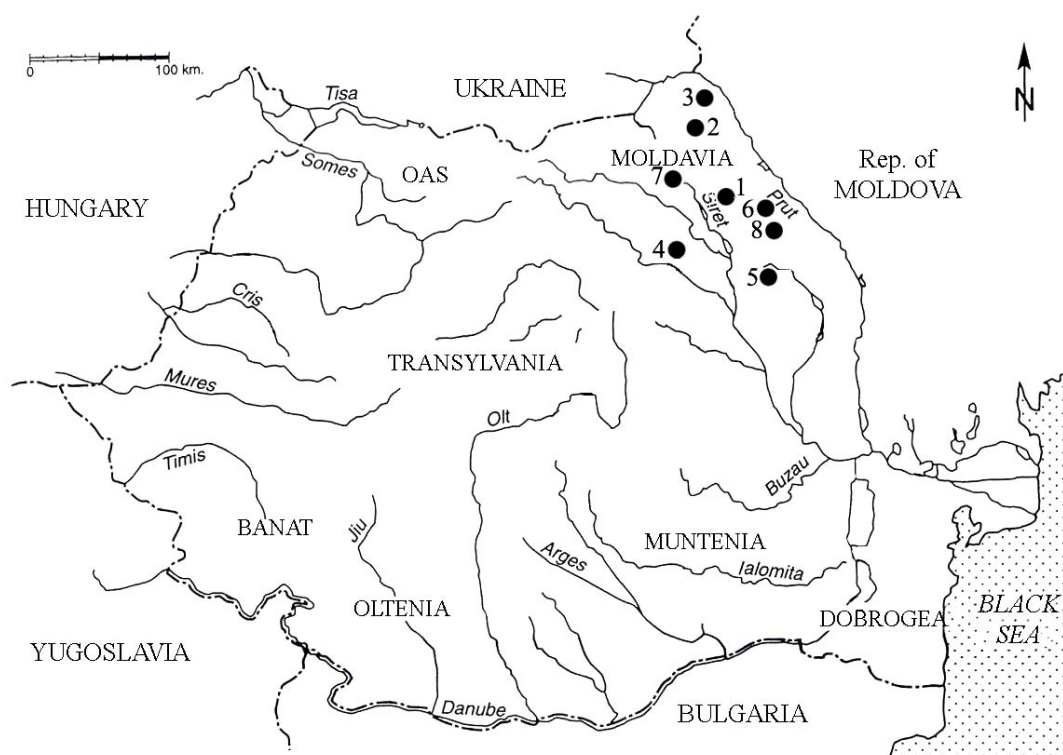 0
100 km.
UKRAINE
N
Tisa
3
2
MOLDAVIA
Rep. of
MOLDOVA
Somes
OAS
7
1
Siret
6
Prut
8
HUNGARY
4
5
Cris
TRANSYLVANIA
Mures
Olt
Timis
Buzau
BANAT
Jiu
MUNTENIA
Arges
Ialomita
OLTENIA
DOBROGEA
BLACK
SEA
YUGOSLAVIA
Danube
BULGARIA